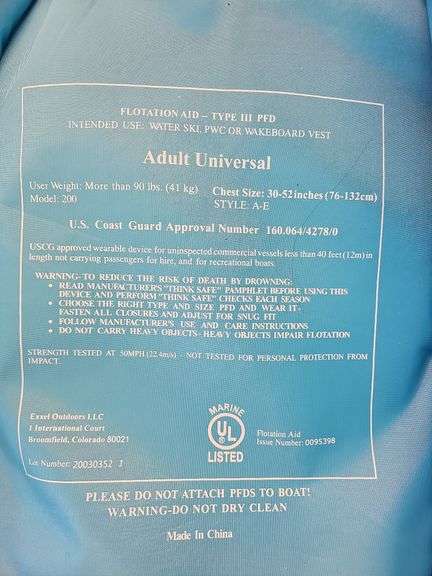 FLOTATION AID – TYPE III PFD
INTENDED USE: WATER SKI, PWC OR WAKEBOARD VEST
Adult Universal
User Weight: More than 90 lbs. (41 kg)
Chest Size: 30-52inches (76-132cm)
Model: 200
STYLE: A-E
U.S. Coast Guard Approval Number 160.064/4278/0
USCG approved wearable device for uninspected commercial vessels less than 40 feet (12m) in
length not carrying passengers for hire, and for recreational boats.
WARNING-TO REDUCE THE RISK OF DEATH BY DROWNING:
• READ MANUFACTURER'S "THINK SAFE" PAMPHLET BEFORE USING THIS
DEVICE AND PERFORM "THINK SAFE" CHECKS EACH SEASON
• CHOOSE THE RIGHT TYPE AND SIZE PFD AND WEAR IT-
FASTEN ALL CLOSURES AND ADJUST FOR SNUG FIT
• FOLLOW MANUFACTURER'S USE AND CARE INSTRUCTIONS
• DO NOT CARRY HEAVY OBJECTS- HEAVY OBJECTS IMPAIR FLOTATION
STRENGTH TESTED AT 50MPH (22.4m/s) - NOT TESTED FOR PERSONAL PROTECTION FROM
IMPACT.
Exxel Outdoors LLC
1 International Court
Broomfield, Colorado 80021
Lot Number: 20030352 J
MARINE
UL
LISTED
Flotation Aid
Issue Number: 0095398
PLEASE DO NOT ATTACH PFDS TO BOAT!
WARNING-DO NOT DRY CLEAN
Made In China